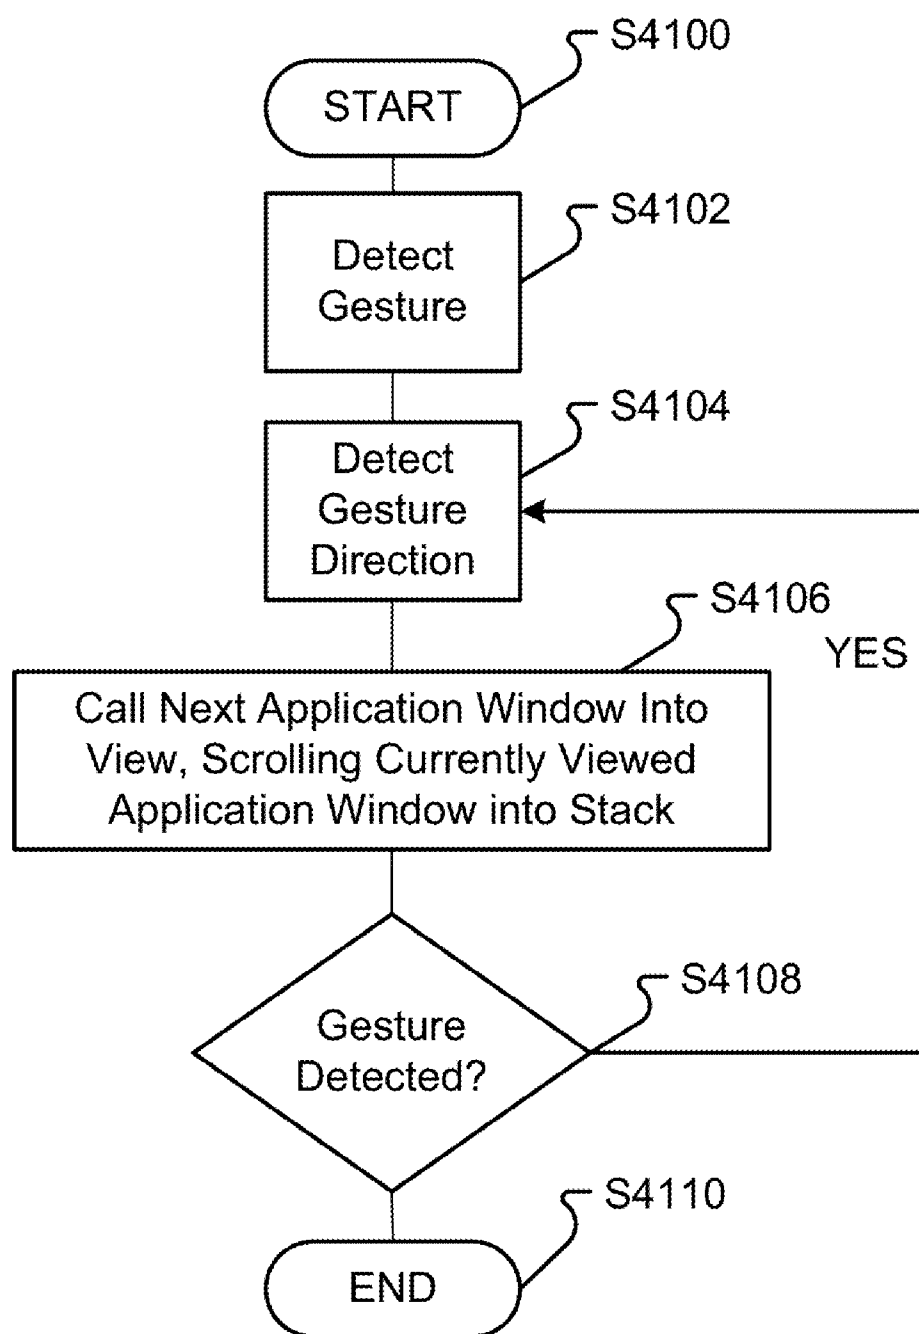 S4100
START
S4102
Detect
Gesture
S4104
Detect
Gesture
Direction
S4106
YES
Call Next Application Window Into
View, Scrolling Currently Viewed
Application Window into Stack
S4108
Gesture
Detected?
S4110
END